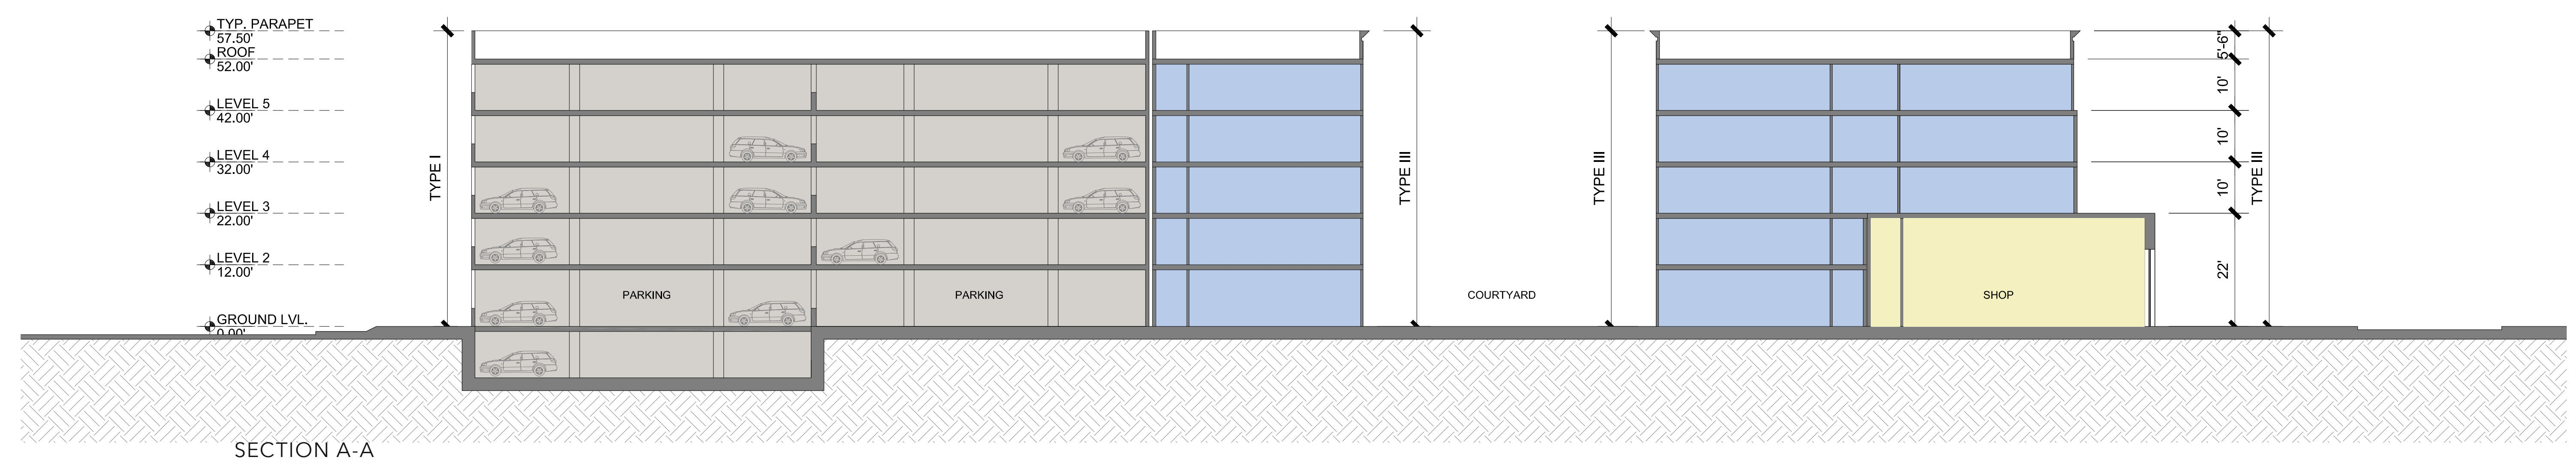 TYP. PARAPET
57.50'
ROOF
52.00'
LEVEL 5
42.00'
LEVEL 4
32.00'
LEVEL 3
22.00'
LEVEL 2
12.00'
GROUND LVL.
0.00'
TYPE I
PARKING
PARKING
TYPE III
COURTYARD
TYPE III
SHOP
5'-6"
10'
10'
10'
22'
TYPE III
SECTION A-A